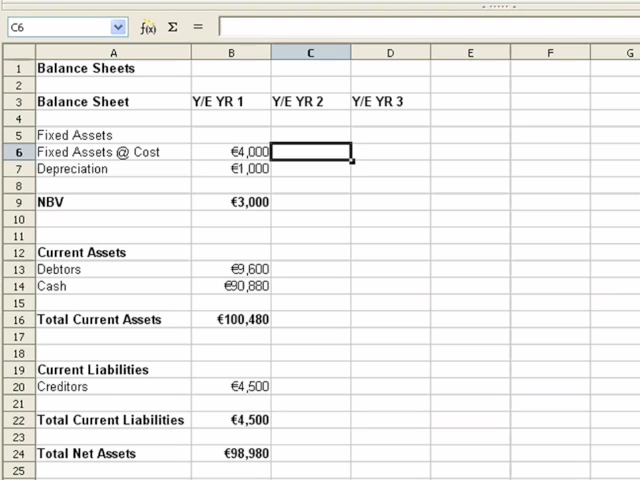 C6 f(x) Σ =
A B C D E F G
1 Balance Sheets
2
3 Balance Sheet Y/E YR 1 Y/E YR 2 Y/E YR 3
4
5 Fixed Assets
6 Fixed Assets @ Cost €4,000
7 Depreciation €1,000
8
9 NBV €3,000
10
11
12 Current Assets
13 Debtors €9,600
14 Cash €90,880
15
16 Total Current Assets €100,480
17
18
19 Current Liabilities
20 Creditors €4,500
21
22 Total Current Liabilities €4,500
23
24 Total Net Assets €98,980
25